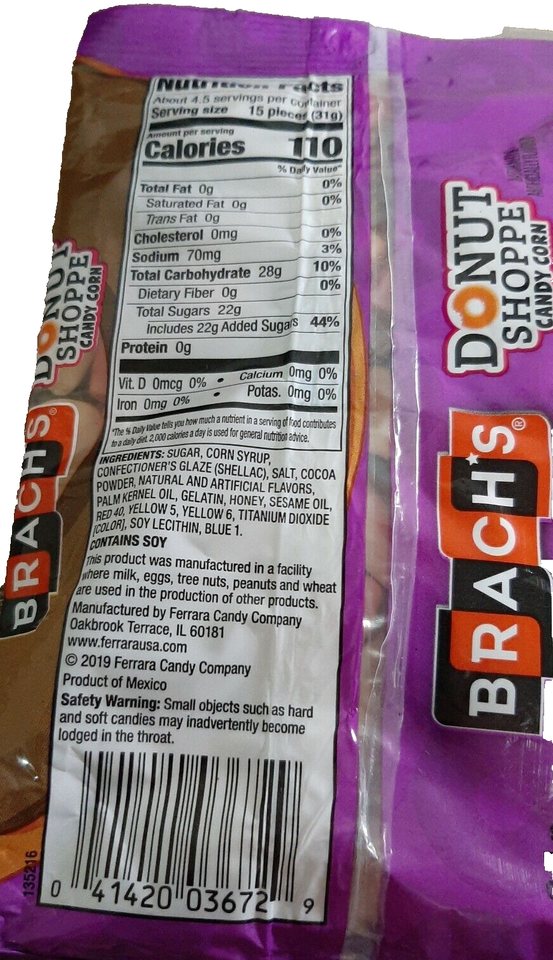 Nutrition Facts
About 4.5 servings per container
Serving size 15 pieces (31g)
Amount per serving
Calories 110
% Daily Value*
Total Fat 0g 0%
Saturated Fat 0g 0%
Trans Fat 0g
Cholesterol 0mg 0%
Sodium 70mg 3%
Total Carbohydrate 28g 10%
Dietary Fiber 0g 0%
Total Sugars 22g
Includes 22g Added Sugars 44%
Protein 0g
Vit. D 0mcg 0% • Calcium 0mg 0%
Iron 0mg 0% • Potas. 0mg 0%
*The % Daily Value tells you how much a nutrient in a serving of food contributes
to a daily diet. 2,000 calories a day is used for general nutrition advice.
INGREDIENTS: SUGAR, CORN SYRUP,
CONFECTIONER'S GLAZE (SHELLAC), SALT, COCOA
POWDER, NATURAL AND ARTIFICIAL FLAVORS,
PALM KERNEL OIL, GELATIN, HONEY, SESAME OIL,
RED 40, YELLOW 5, YELLOW 6, TITANIUM DIOXIDE
[COLOR], SOY LECITHIN, BLUE 1.
CONTAINS SOY
This product was manufactured in a facility
where milk, eggs, tree nuts, peanuts and wheat
are used in the production of other products.
Manufactured by Ferrara Candy Company
Oakbrook Terrace, IL 60181
www.ferrarausa.com
© 2019 Ferrara Candy Company
Product of Mexico
Safety Warning: Small objects such as hard
and soft candies may inadvertently become
lodged in the throat.
0 41420 03672 9
135216
BRACH'S®
DONUT
SHOPPE
CANDY CORN
BRACH'S®
DONUT
SHOPPE
CANDY CORN